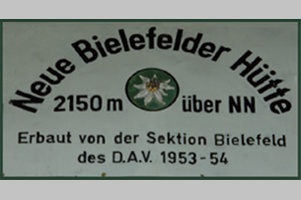 Neue Bielefelder Hütte
2150 m über NN
Erbaut von der Sektion Bielefeld
des D.A.V. 1953-54